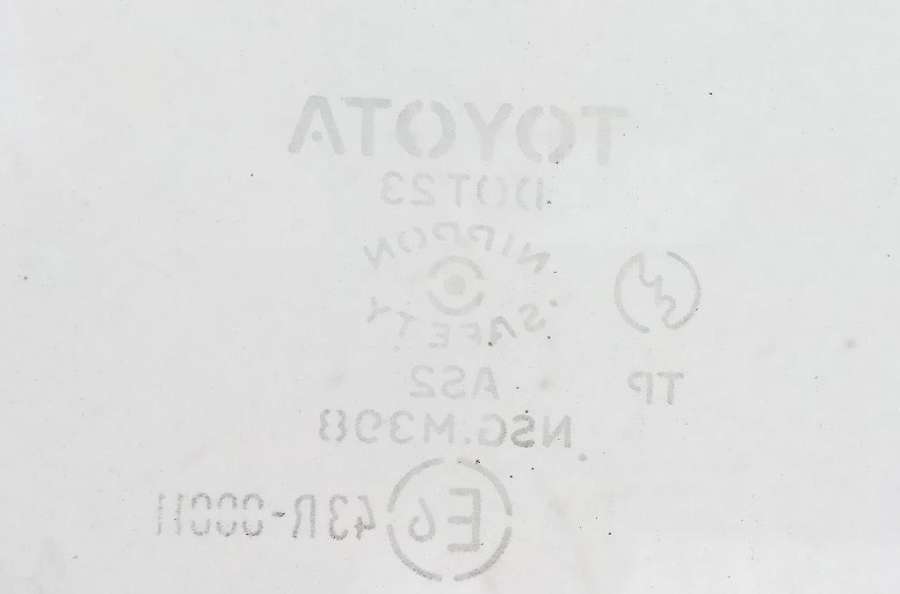 TOYOTA
DOT23
NIPPON
SAFETY
TP AS2
NSG.M398
E6 43R-00011